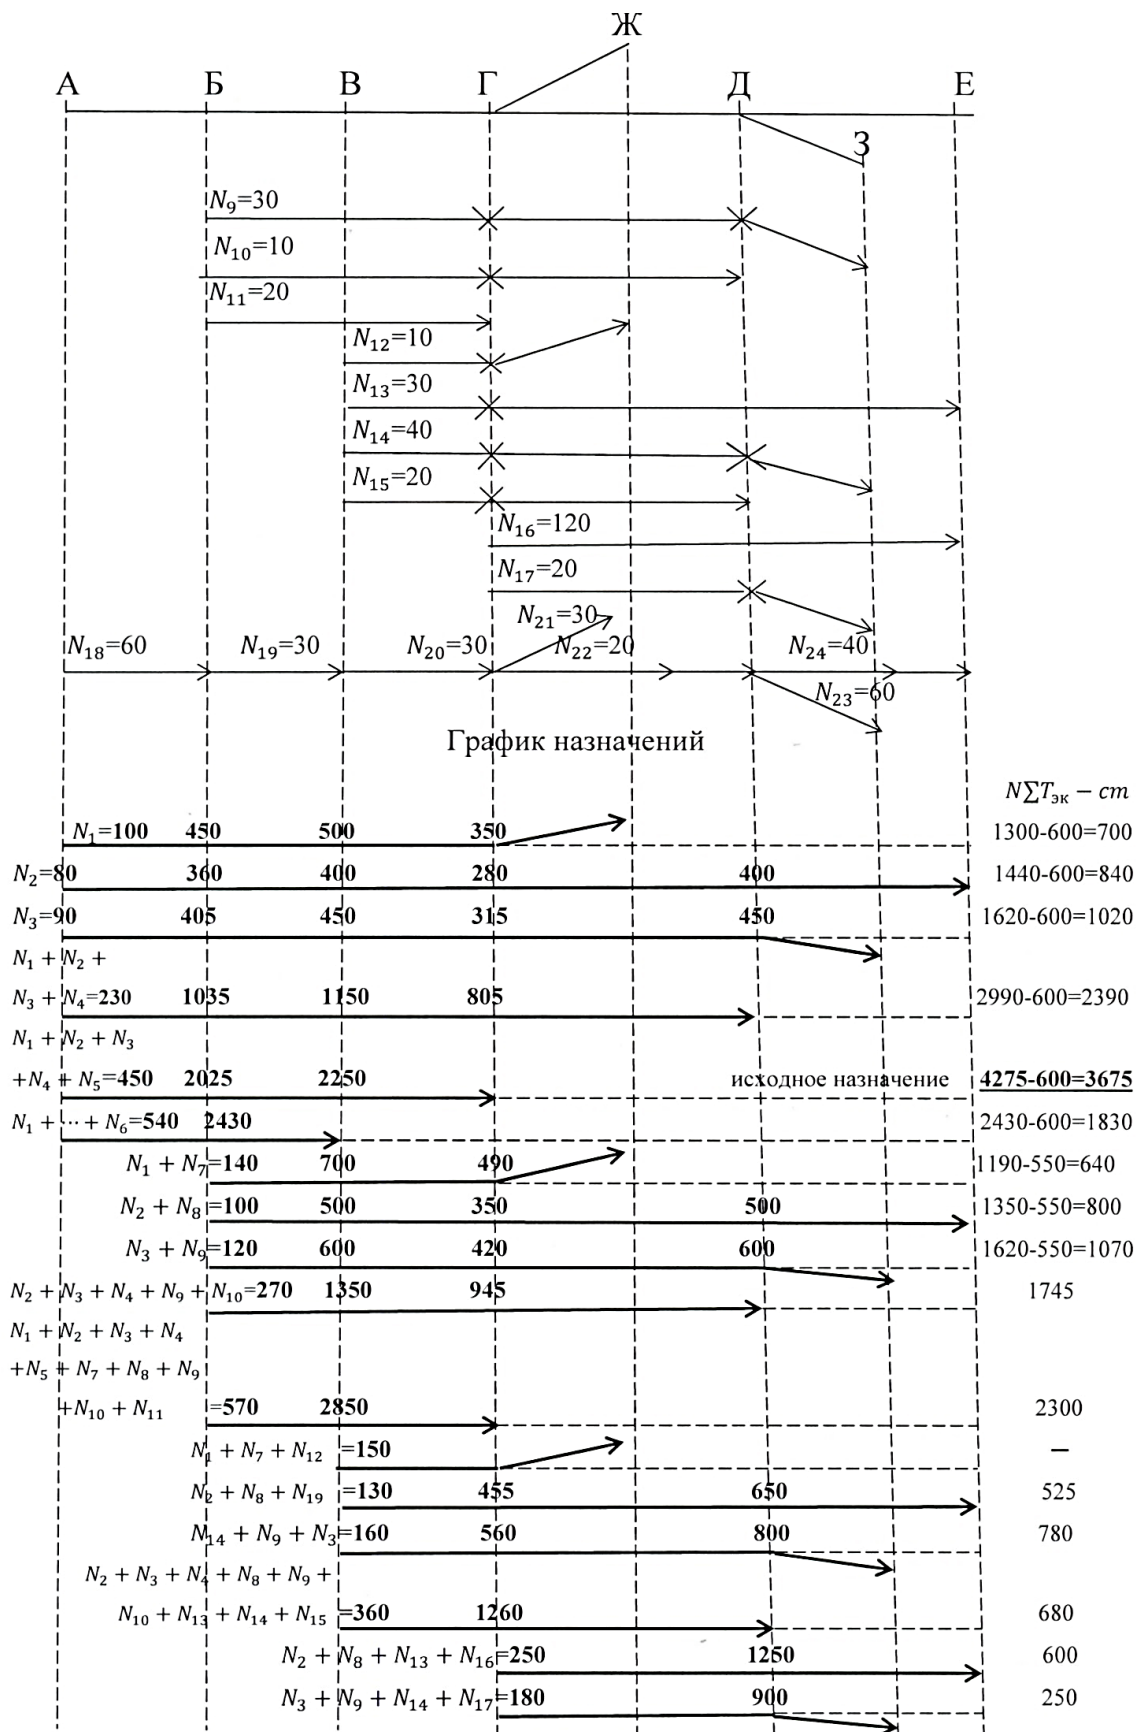 Ж
А Б В Г Д Е
З
N₉=30
N₁₀=10
N₁₁=20
N₁₂=10
N₁₃=30
N₁₄=40
N₁₅=20
N₁₆=120
N₁₇=20
N₂₁=30
N₁₈=60 N₁₉=30 N₂₀=30 N₂₂=20 N₂₄=40
N₂₃=60
График назначений
N∑Tэк − cm
N₁=100 450 500 350 1300-600=700
N₂=80 360 400 280 400 1440-600=840
N₃=90 405 450 315 450 1620-600=1020
N₁ + N₂ +
N₃ + N₄=230 1035 1150 805 2990-600=2390
N₁ + N₂ + N₃
+N₄ + N₅=450 2025 2250 исходное назначение 4275-600=3675
N₁ + ⋯ + N₆=540 2430 2430-600=1830
N₁ + N₇=140 700 490 1190-550=640
N₂ + N₈=100 500 350 500 1350-550=800
N₃ + N₉=120 600 420 600 1620-550=1070
N₂ + N₃ + N₄ + N₉ + N₁₀=270 1350 945 1745
N₁ + N₂ + N₃ + N₄
+N₅ + N₇ + N₈ + N₉
+N₁₀ + N₁₁ =570 2850 2300
N₁ + N₇ + N₁₂ =150 −
N₂ + N₈ + N₁₉ =130 455 650 525
N₁₄ + N₉ + N₃=160 560 800 780
N₂ + N₃ + N₄ + N₈ + N₉ +
N₁₀ + N₁₃ + N₁₄ + N₁₅ =360 1260 680
N₂ + N₈ + N₁₃ + N₁₆=250 1250 600
N₃ + N₉ + N₁₄ + N₁₇=180 900 250